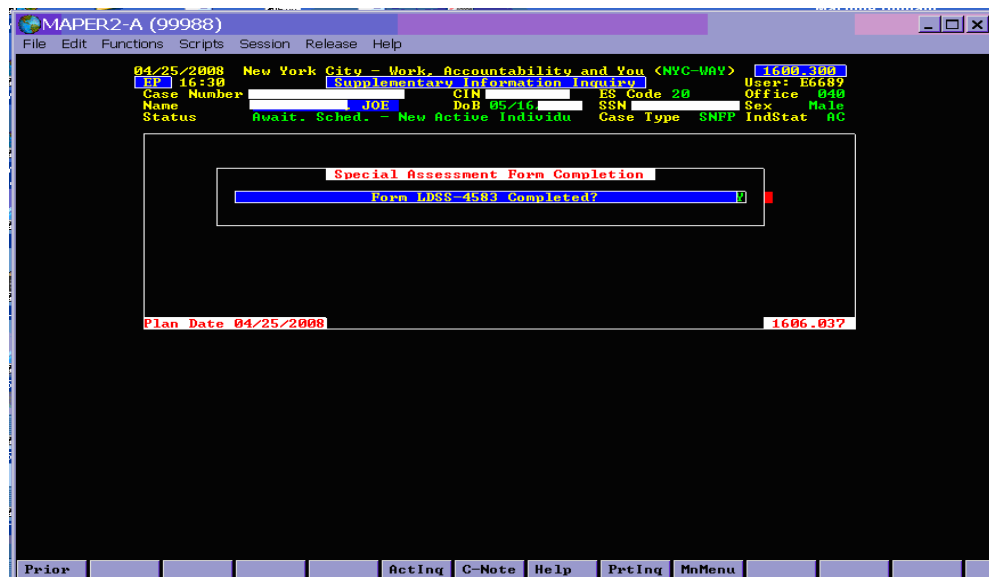 MAPER2-A (99988)
File Edit Functions Scripts Session Release Help
04/25/2008 New York City - Work, Accountability and You (NYC-WAY) 1600.300
EP 16:30 Supplementary Information Inquiry User: E6689
Case Number CIN ES Code 20 Office 040
Name , JOE DoB 05/16/ SSN Sex Male
Status Await. Sched. - New Active Individu Case Type SNFP IndStat AC
Special Assessment Form Completion
Form LDSS-4583 Completed? Y
Plan Date 04/25/2008 1606.037
Prior ActInq C-Note Help PrtInq MnMenu